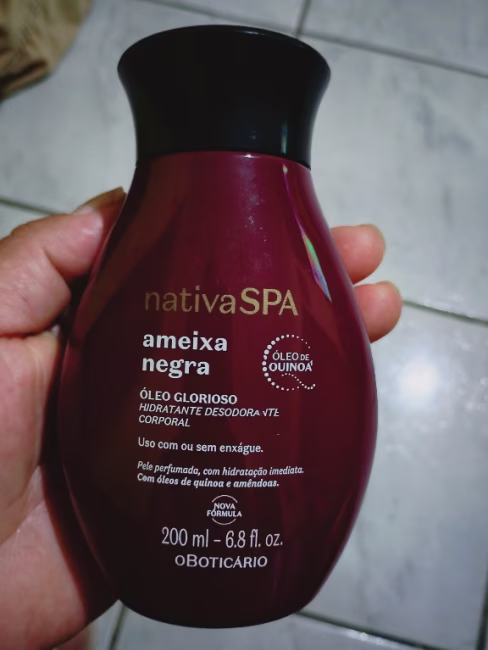 nativaSPA
ameixa
negra
ÓLEO DE
QUINOA
ÓLEO GLORIOSO
HIDRATANTE DESODORANTE
CORPORAL
Uso com ou sem enxágue.
Pele perfumada, com hidratação imediata.
Com óleos de quinoa e amêndoas.
NOVA
FÓRMULA
200 ml - 6.8 fl. oz.
oBOTICÁRIO